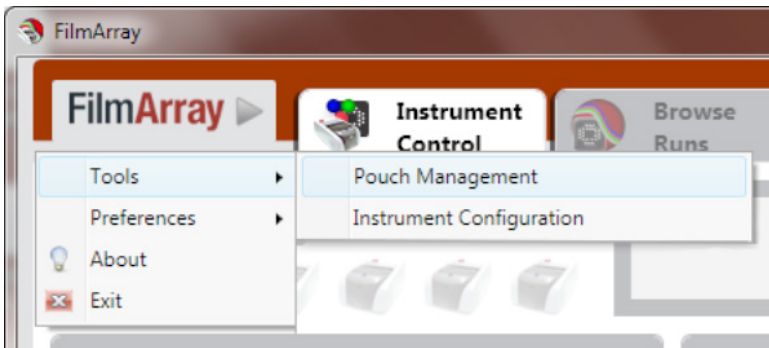 FilmArray
FilmArray
Instrument
Control
Browse
Runs
Tools
Pouch Management
Preferences
Instrument Configuration
About
Exit